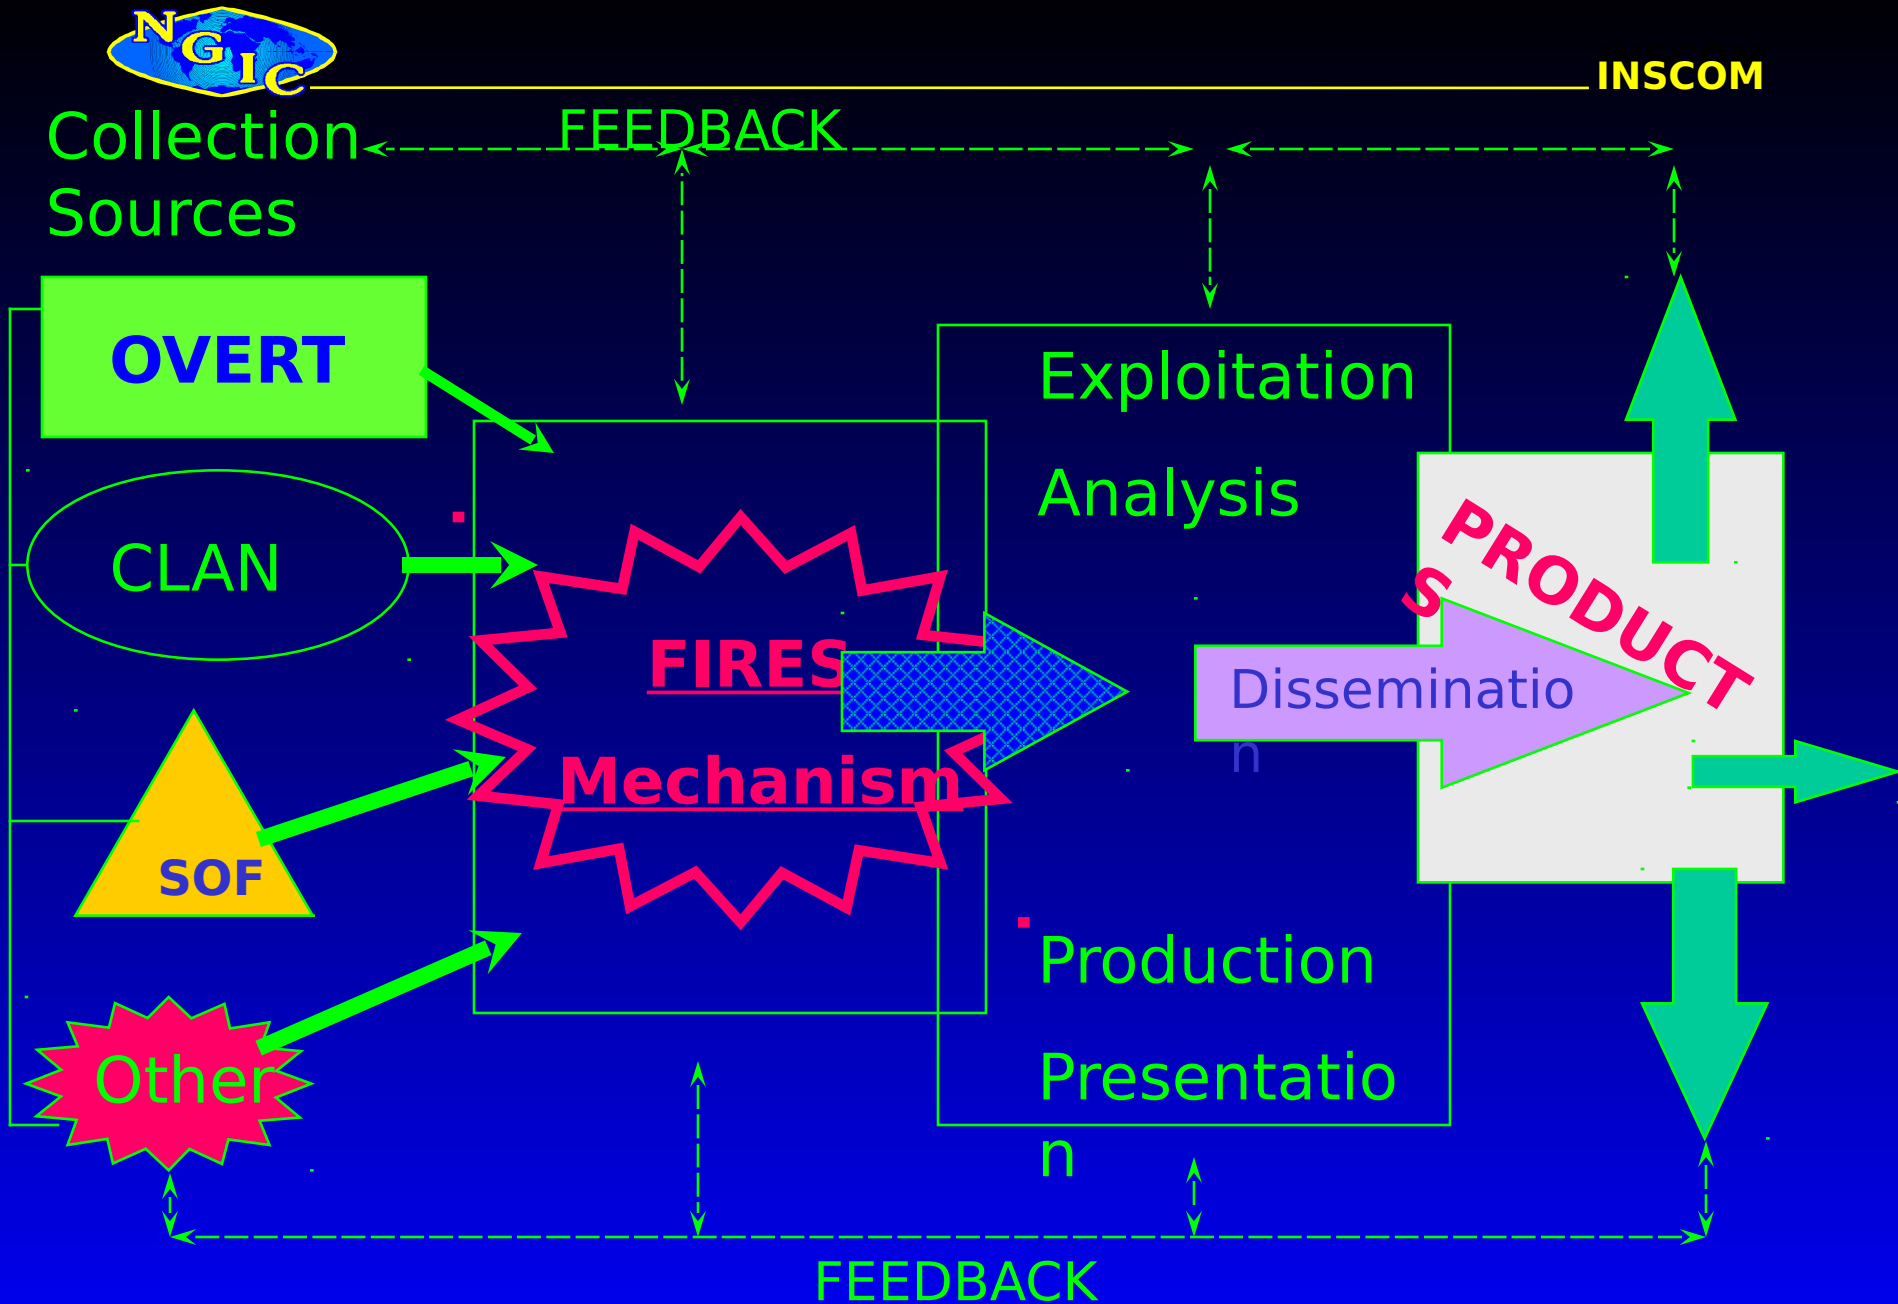 NGIC
INSCOM
Collection
Sources
FEEDBACK
OVERT
CLAN
SOF
Other
FIRES
Mechanism
Exploitation
Analysis
Disseminatio
n
PRODUCT
S
Production
Presentatio
n
FEEDBACK